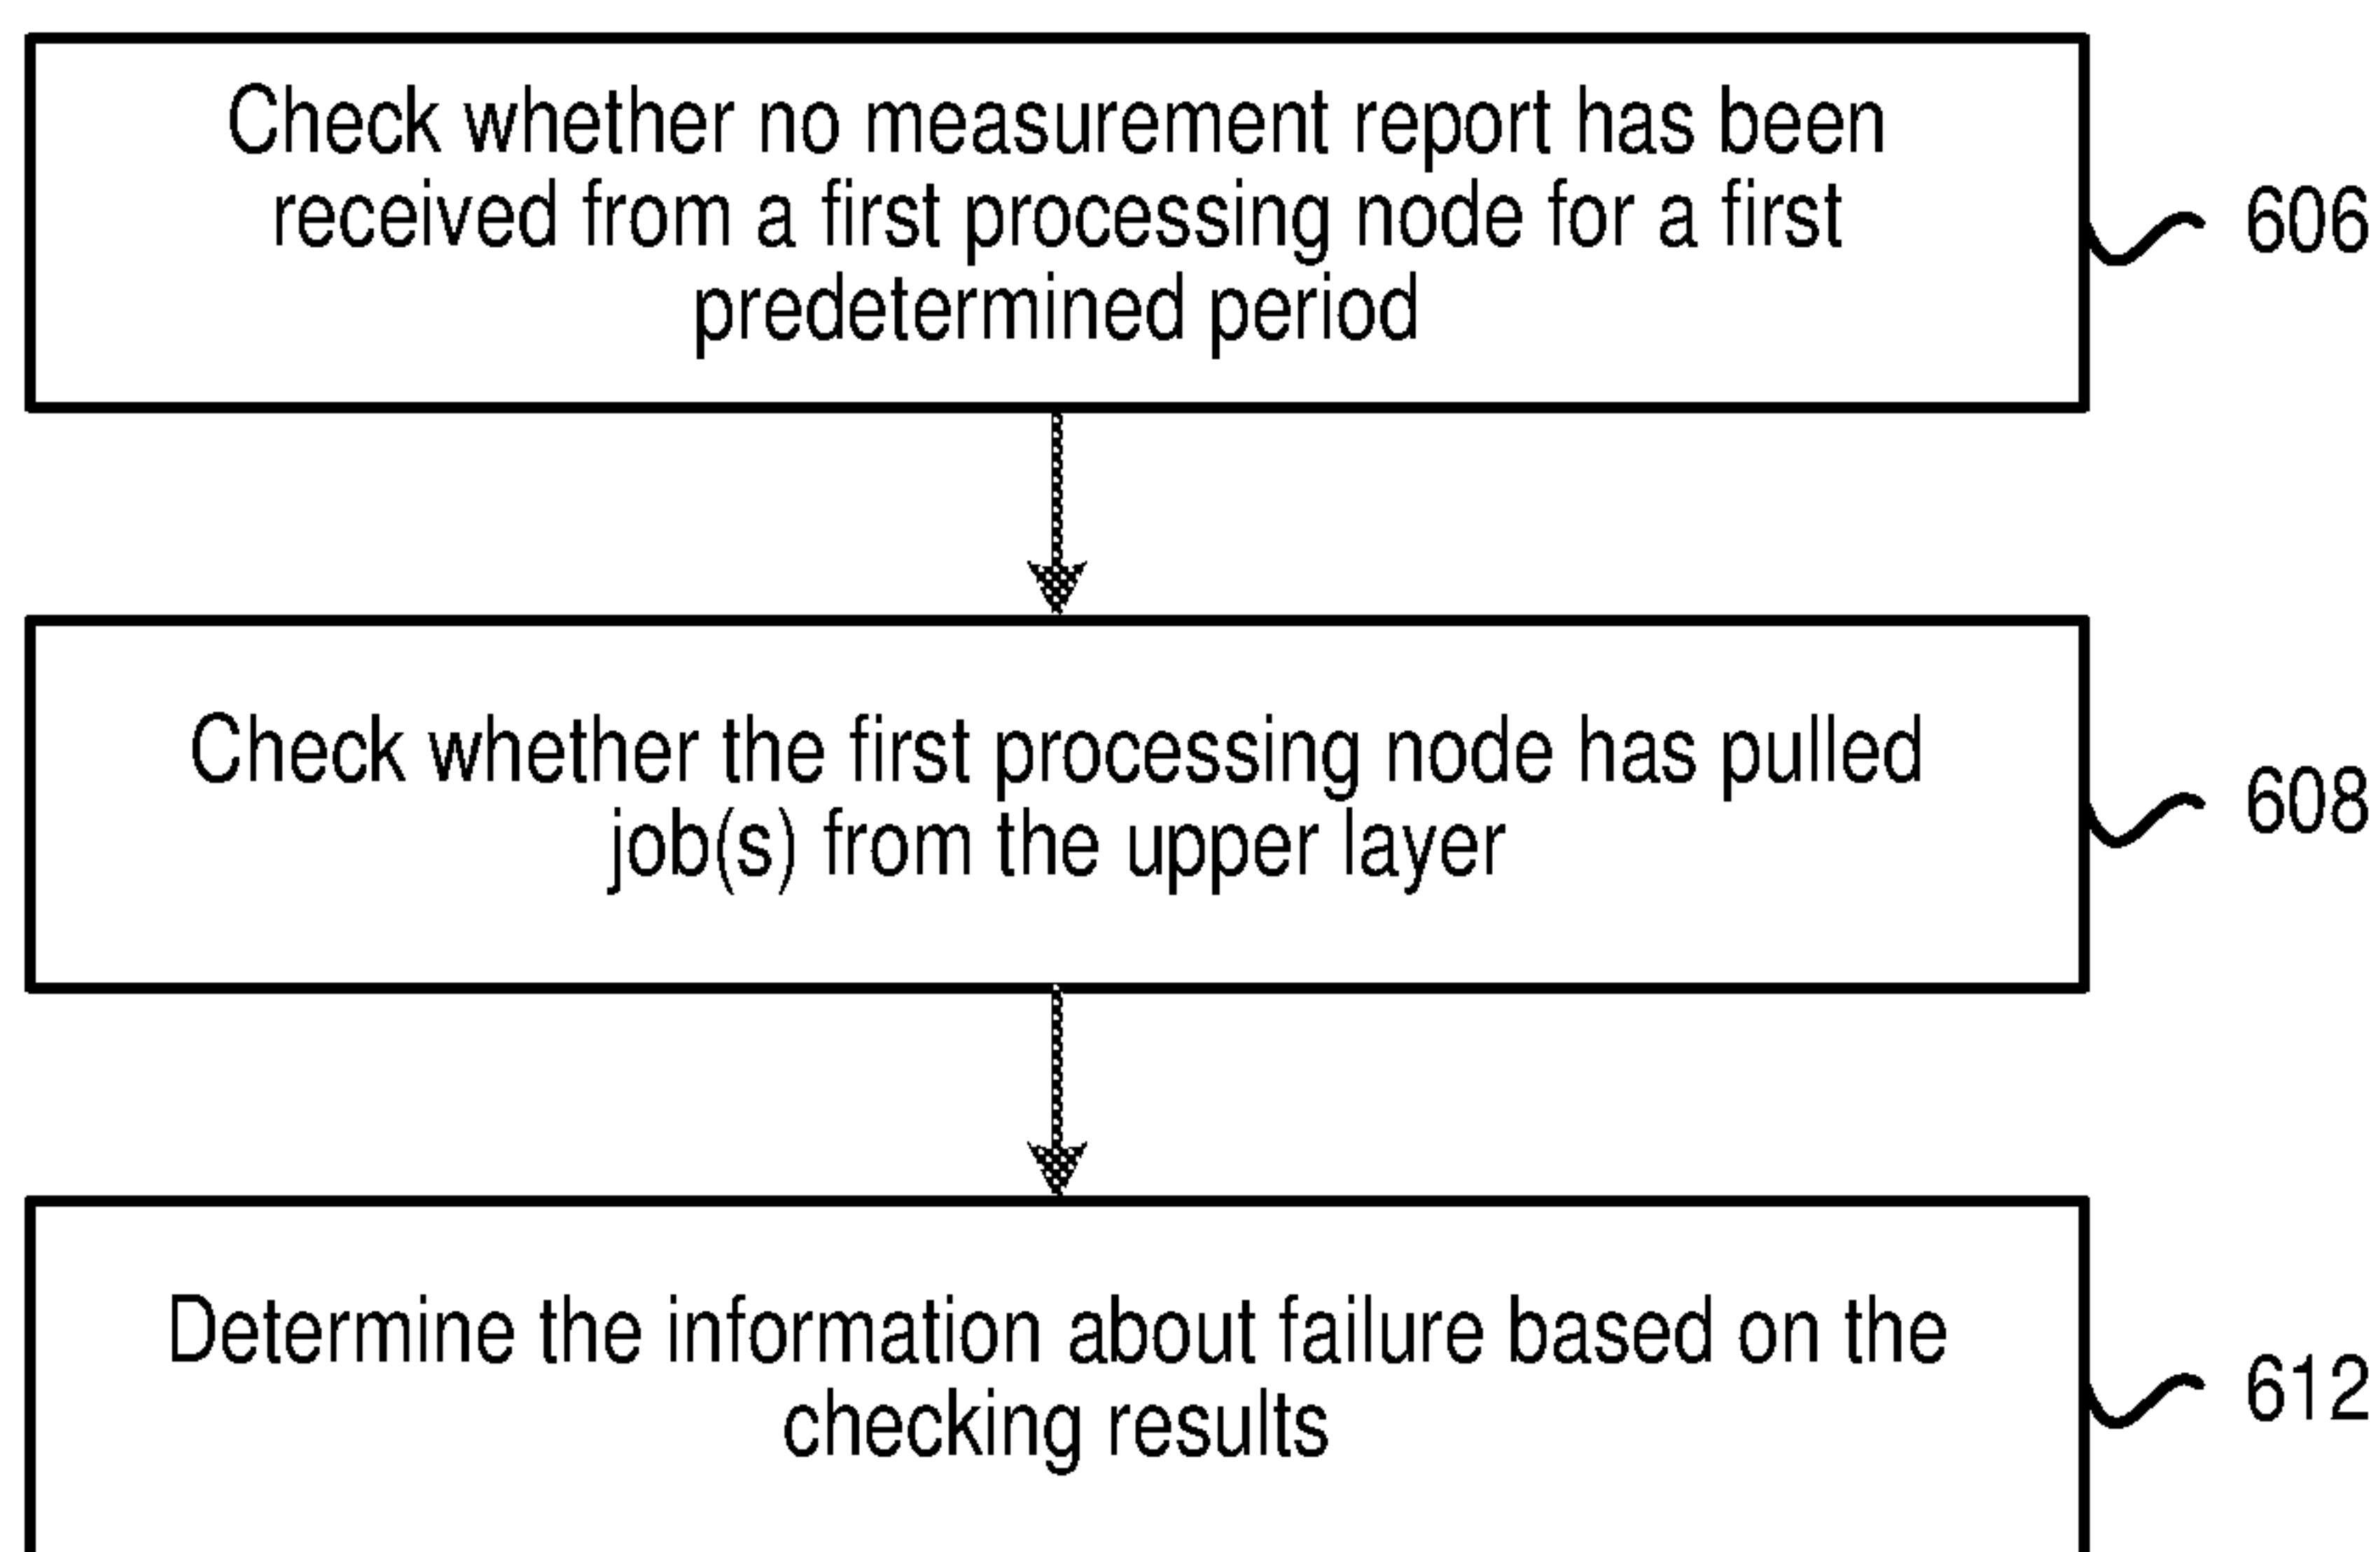 Check whether no measurement report has been
received from a first processing node for a first
predetermined period
606
Check whether the first processing node has pulled
job(s) from the upper layer
608
Determine the information about failure based on the
checking results
612